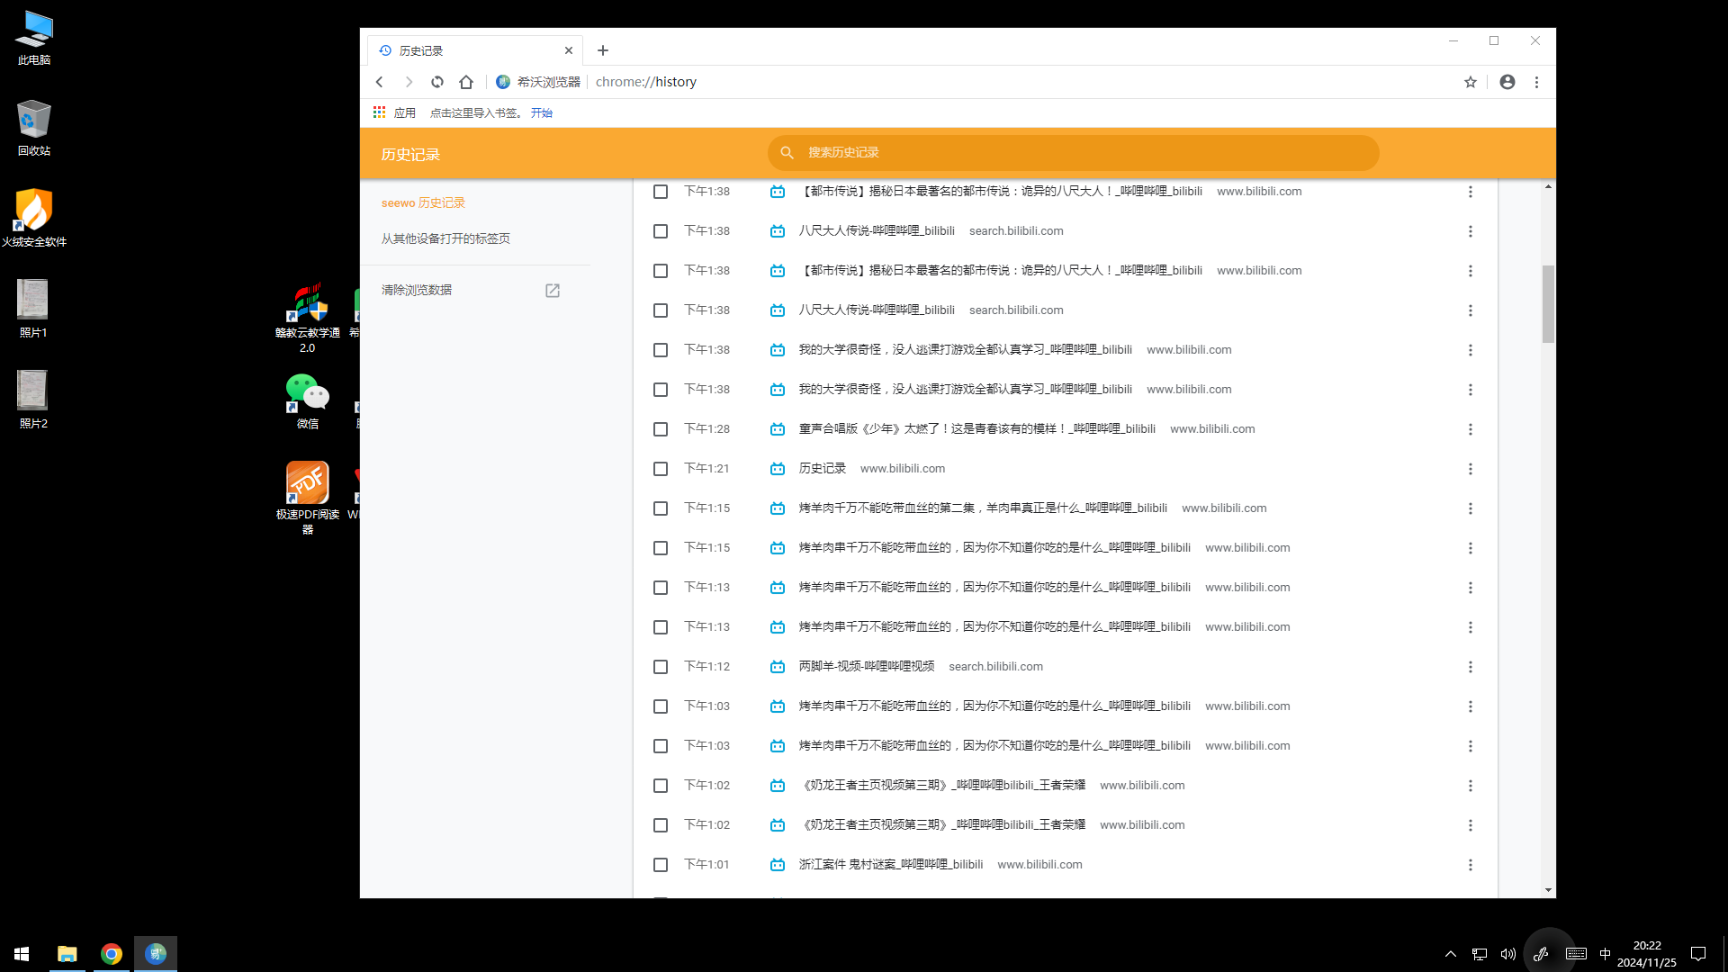 此电脑
回收站
火绒安全软件
照片1
照片2
赣教云教学通
2.0
微信
极速PDF阅读
器
历史记录
希沃浏览器
chrome://history
应用
点击这里导入书签。
开始
历史记录
搜索历史记录
seewo 历史记录
从其他设备打开的标签页
清除浏览数据
下午1:38 【都市传说】揭秘日本最著名的都市传说：诡异的八尺大人！_哔哩哔哩_bilibili www.bilibili.com
下午1:38 八尺大人传说-哔哩哔哩_bilibili search.bilibili.com
下午1:38 【都市传说】揭秘日本最著名的都市传说：诡异的八尺大人！_哔哩哔哩_bilibili www.bilibili.com
下午1:38 八尺大人传说-哔哩哔哩_bilibili search.bilibili.com
下午1:38 我的大学很奇怪，没人逃课打游戏全都认真学习_哔哩哔哩_bilibili www.bilibili.com
下午1:38 我的大学很奇怪，没人逃课打游戏全都认真学习_哔哩哔哩_bilibili www.bilibili.com
下午1:28 童声合唱版《少年》太燃了！这是青春该有的模样！_哔哩哔哩_bilibili www.bilibili.com
下午1:21 历史记录 www.bilibili.com
下午1:15 烤羊肉千万不能吃带血丝的第二集，羊肉串真正是什么_哔哩哔哩_bilibili www.bilibili.com
下午1:15 烤羊肉串千万不能吃带血丝的，因为你不知道你吃的是什么_哔哩哔哩_bilibili www.bilibili.com
下午1:13 烤羊肉串千万不能吃带血丝的，因为你不知道你吃的是什么_哔哩哔哩_bilibili www.bilibili.com
下午1:13 烤羊肉串千万不能吃带血丝的，因为你不知道你吃的是什么_哔哩哔哩_bilibili www.bilibili.com
下午1:12 两脚羊-视频-哔哩哔哩视频 search.bilibili.com
下午1:03 烤羊肉串千万不能吃带血丝的，因为你不知道你吃的是什么_哔哩哔哩_bilibili www.bilibili.com
下午1:03 烤羊肉串千万不能吃带血丝的，因为你不知道你吃的是什么_哔哩哔哩_bilibili www.bilibili.com
下午1:02 《奶龙王者主页视频第三期》_哔哩哔哩bilibili_王者荣耀 www.bilibili.com
下午1:02 《奶龙王者主页视频第三期》_哔哩哔哩bilibili_王者荣耀 www.bilibili.com
下午1:01 浙江案件 鬼村谜案_哔哩哔哩_bilibili www.bilibili.com
中
20:22
2024/11/25